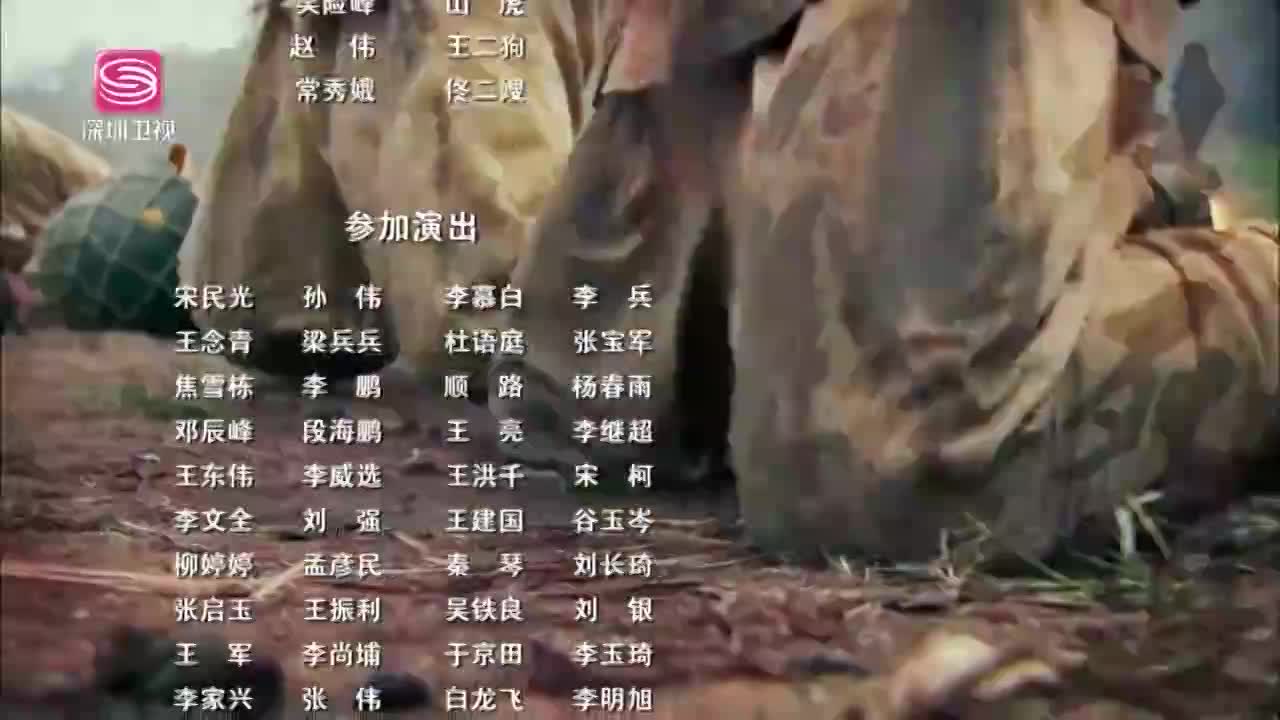 吴险峰 山 虎
赵 伟 王二狗
常秀娥 佟二嫂
深圳卫视
参加演出
宋民光 孙 伟 李慕白 李 兵
王念青 梁兵兵 杜语庭 张宝军
焦雪栋 李 鹏 顺 路 杨春雨
邓辰峰 段海鹏 王 亮 李继超
王东伟 李威选 王洪千 宋 柯
李文全 刘 强 王建国 谷玉岑
柳婷婷 孟彦民 秦 琴 刘长琦
张启玉 王振利 吴铁良 刘 银
王 军 李尚埔 于京田 李玉琦
李家兴 张 伟 白龙飞 李明旭